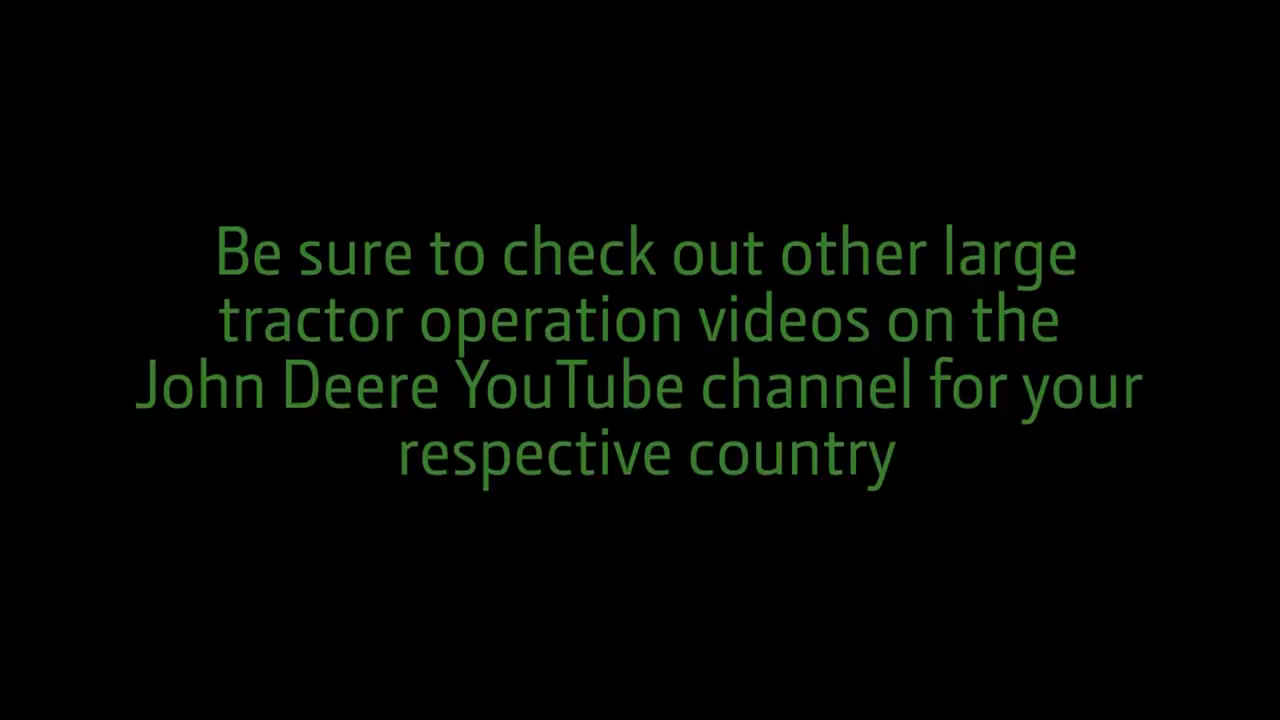 Be sure to check out other large
tractor operation videos on the
John Deere YouTube channel for your
respective country